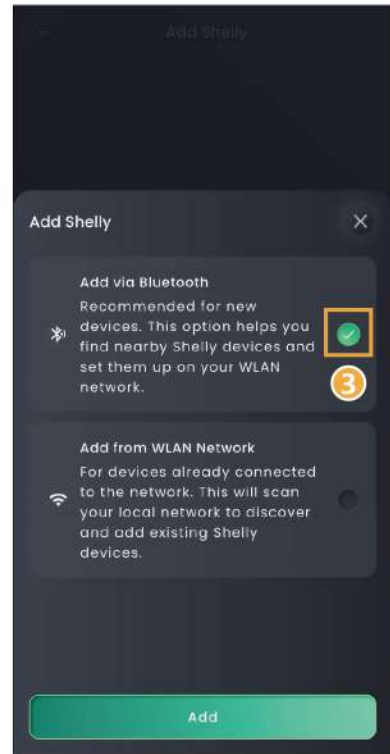 Add Shelly
Add Shelly
Add via Bluetooth
Recommended for new
devices. This option helps you
find nearby Shelly devices and
set them up on your WLAN
network.
3
Add from WLAN Network
For devices already connected
to the network. This will scan
your local network to discover
and add existing Shelly
devices.
Add